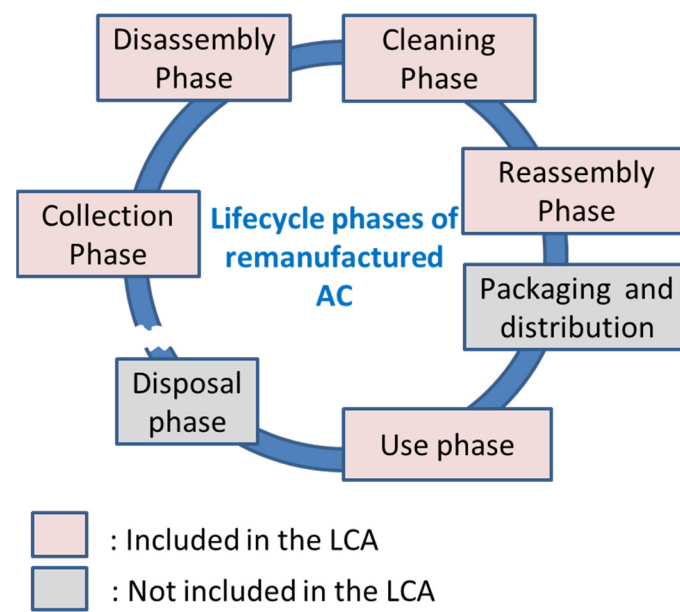 Disassembly
Phase
Cleaning
Phase
Reassembly
Phase
Collection
Phase
Lifecycle phases of
remanufactured
AC
Packaging and
distribution
Disposal
phase
Use phase
: Included in the LCA
: Not included in the LCA